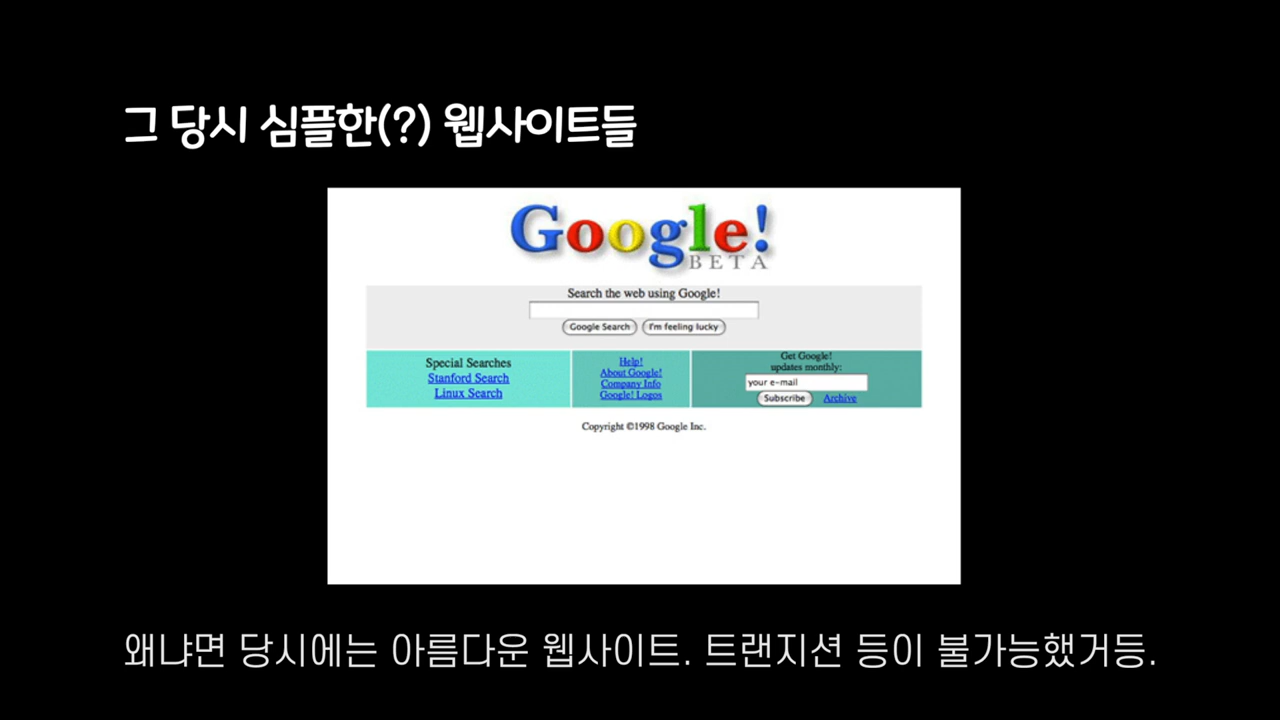 그 당시 심플한(?) 웹사이트들
Google!
BETA
Search the web using Google!
Google Search I'm feeling lucky
Special Searches
Stanford Search
Linux Search
Help!
About Google!
Company Info
Google! Logos
Get Google!
updates monthly:
your e-mail
Subscribe Archive
Copyright ©1998 Google Inc.
왜냐면 당시에는 아름다운 웹사이트. 트랜지션 등이 불가능했거등.